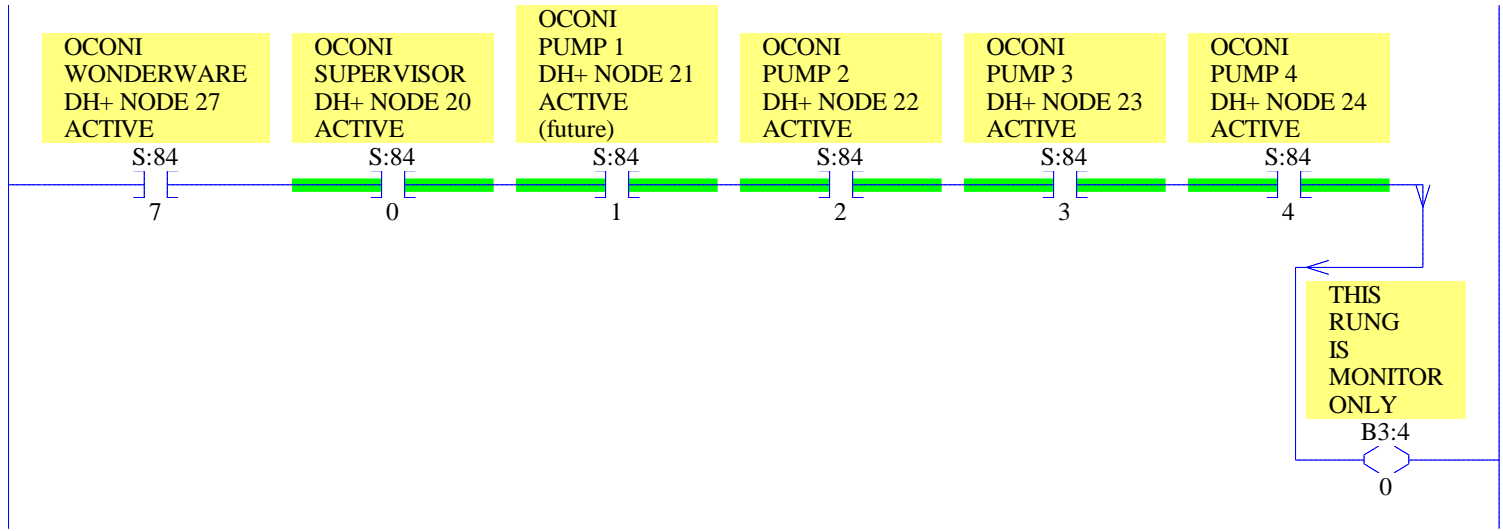 OCONI
WONDERWARE
DH+ NODE 27
ACTIVE
S:84
7
OCONI
SUPERVISOR
DH+ NODE 20
ACTIVE
S:84
0
OCONI
PUMP 1
DH+ NODE 21
ACTIVE
(future)
S:84
1
OCONI
PUMP 2
DH+ NODE 22
ACTIVE
S:84
2
OCONI
PUMP 3
DH+ NODE 23
ACTIVE
S:84
3
OCONI
PUMP 4
DH+ NODE 24
ACTIVE
S:84
4
THIS
RUNG
IS
MONITOR
ONLY
B3:4
0